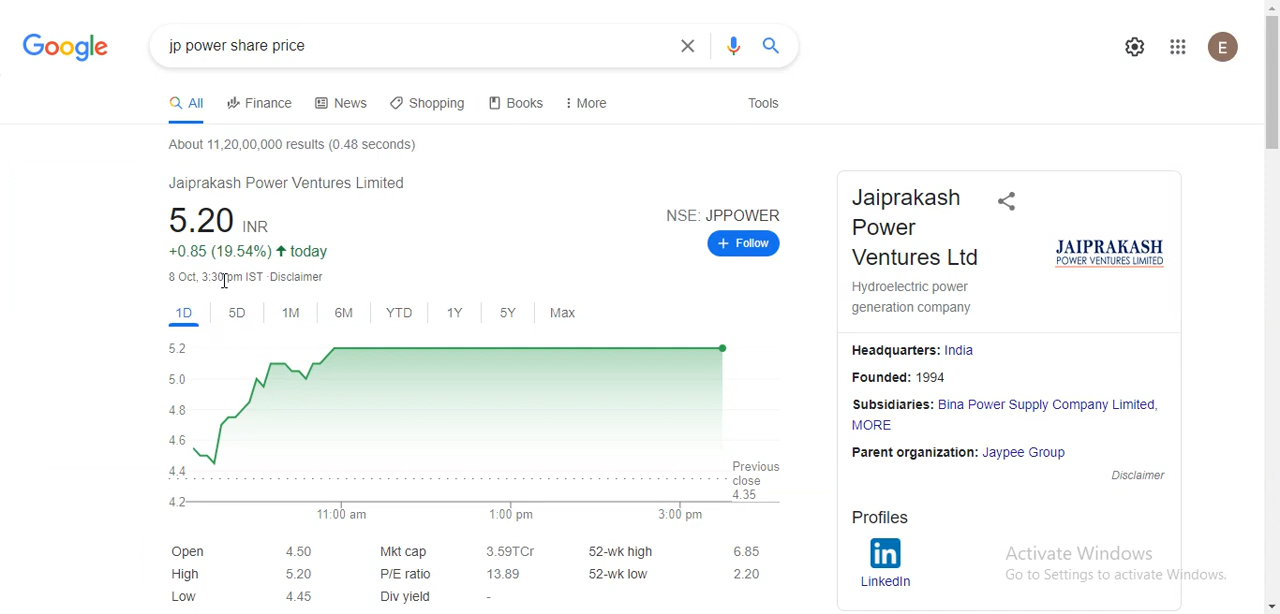 Google
jp power share price
E
All Finance News Shopping Books More Tools
About 11,20,00,000 results (0.48 seconds)
Jaiprakash Power Ventures Limited
5.20 INR
NSE: JPPOWER
+0.85 (19.54%) today
+ Follow
8 Oct, 3:30 pm IST · Disclaimer
1D 5D 1M 6M YTD 1Y 5Y Max
5.2
5.0
4.8
4.6
4.4
4.2
Previous
close
4.35
11:00 am 1:00 pm 3:00 pm
Open 4.50 Mkt cap 3.59TCr 52-wk high 6.85
High 5.20 P/E ratio 13.89 52-wk low 2.20
Low 4.45 Div yield -
Jaiprakash
Power
Ventures Ltd
JAIPRAKASH
POWER VENTURES LIMITED
Hydroelectric power
generation company
Headquarters: India
Founded: 1994
Subsidiaries: Bina Power Supply Company Limited,
MORE
Parent organization: Jaypee Group
Disclaimer
Profiles
in
LinkedIn
Activate Windows
Go to Settings to activate Windows.